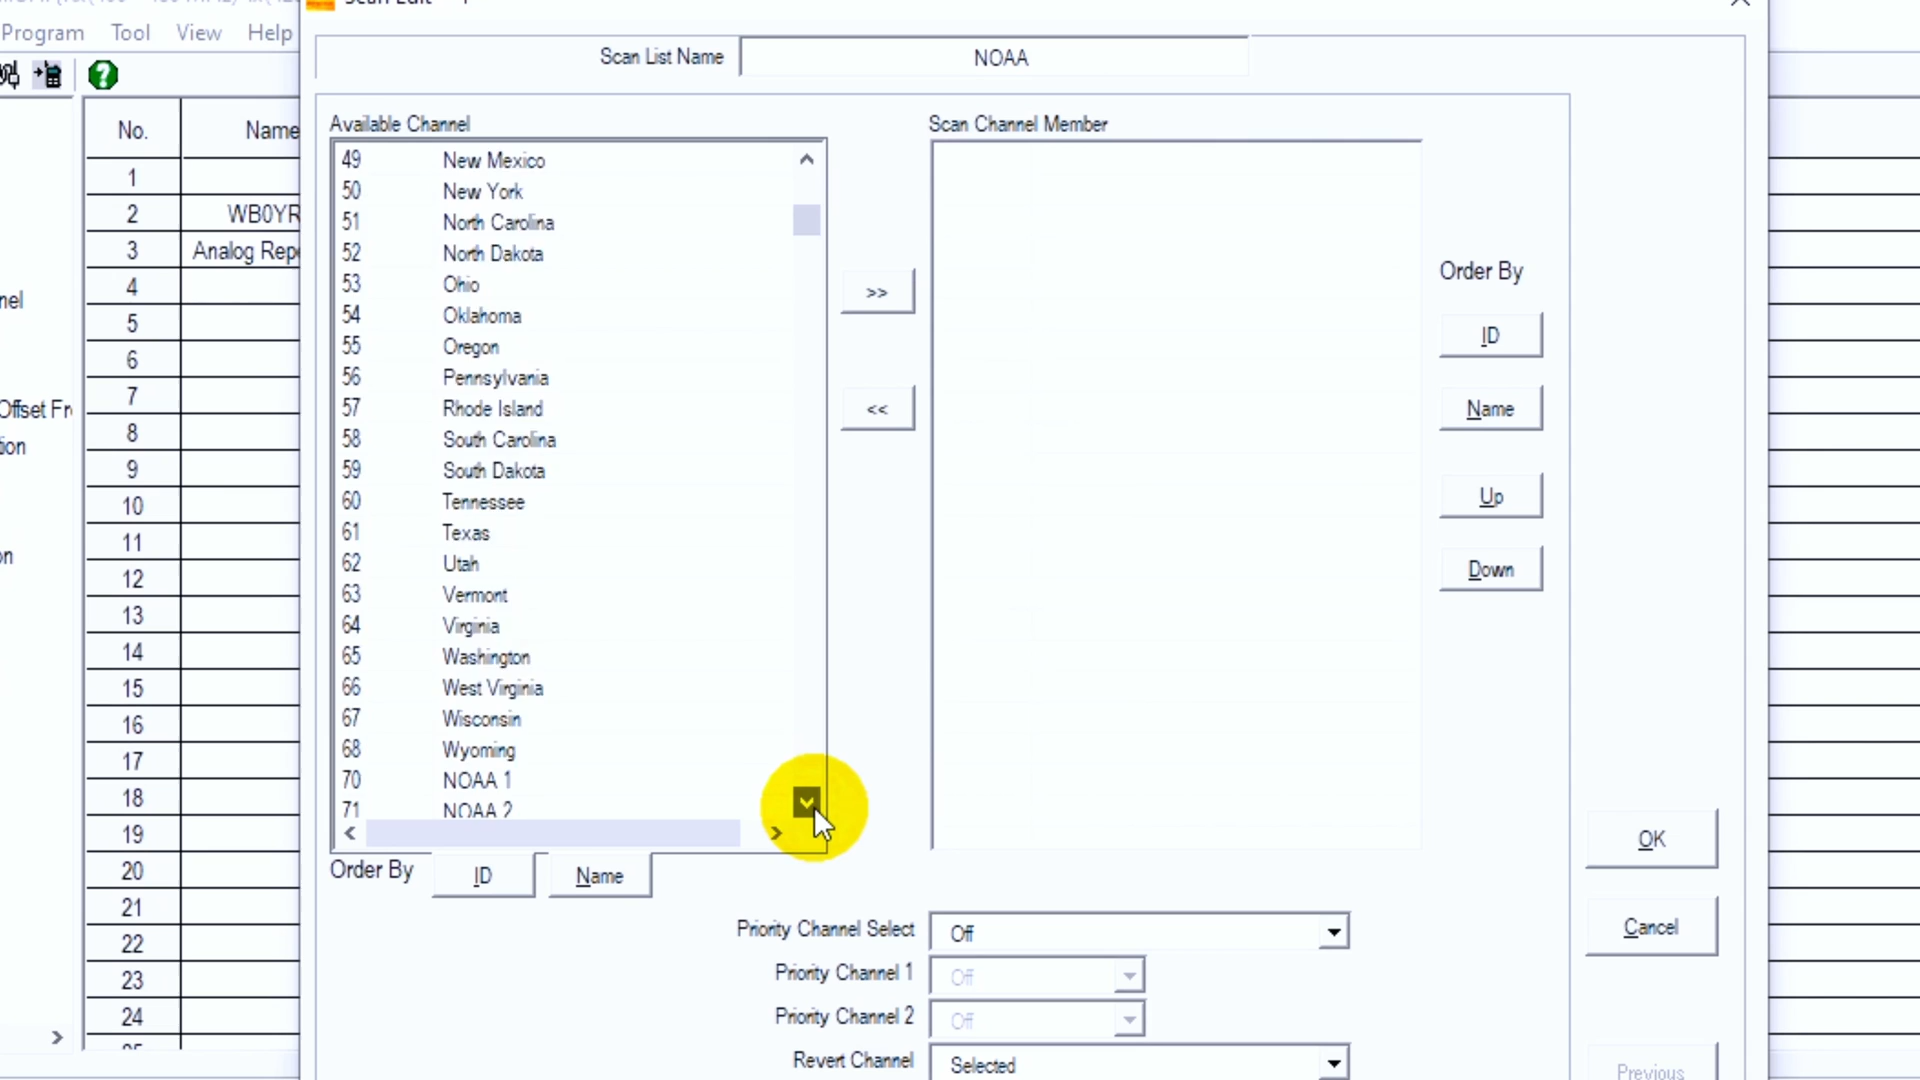 Program Tool View Help
Scan List Name NOAA
No. Name
1
2 WB0YR
3 Analog Rep
4
5
6
7
8
9
10
11
12
13
14
15
16
17
18
19
20
21
22
23
24
nel
Offset Fr
tion
on
Available Channel
49 New Mexico
50 New York
51 North Carolina
52 North Dakota
53 Ohio
54 Oklahoma
55 Oregon
56 Pennsylvania
57 Rhode Island
58 South Carolina
59 South Dakota
60 Tennessee
61 Texas
62 Utah
63 Vermont
64 Virginia
65 Washington
66 West Virginia
67 Wisconsin
68 Wyoming
70 NOAA 1
71 NOAA 2
Order By ID Name
>>
<<
Scan Channel Member
Order By
ID
Name
Up
Down
OK
Cancel
Previous
Priority Channel Select Off
Priority Channel 1 Off
Priority Channel 2 Off
Revert Channel Selected